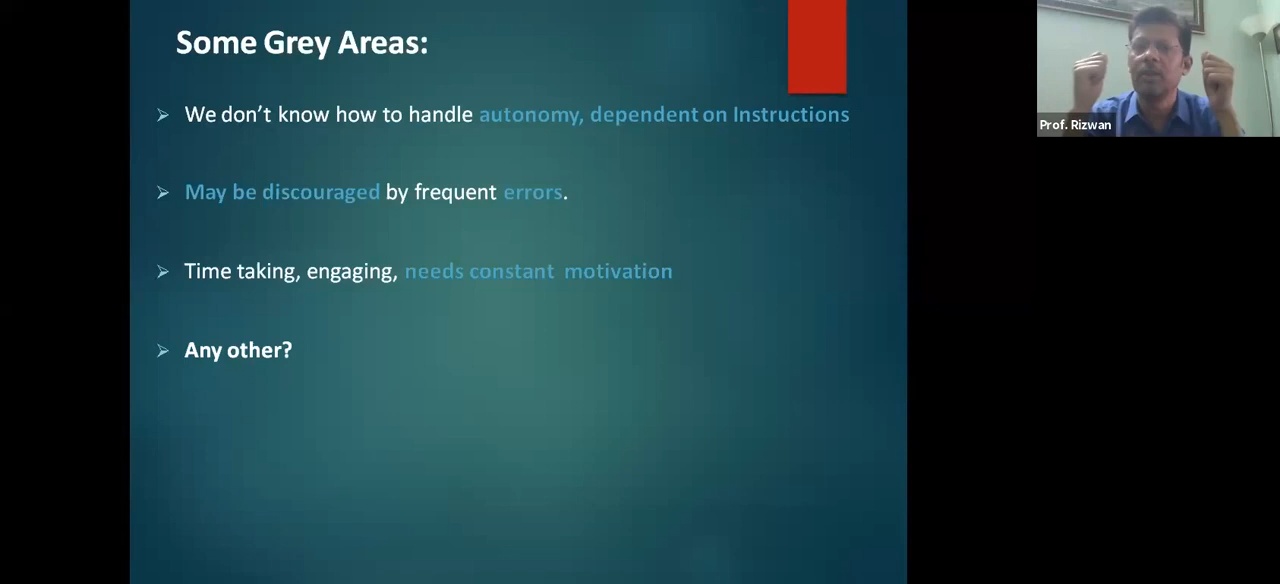 Some Grey Areas:
We don't know how to handle autonomy, dependent on Instructions
May be discouraged by frequent errors.
Time taking, engaging, needs constant motivation
Any other?
Prof. Rizwan